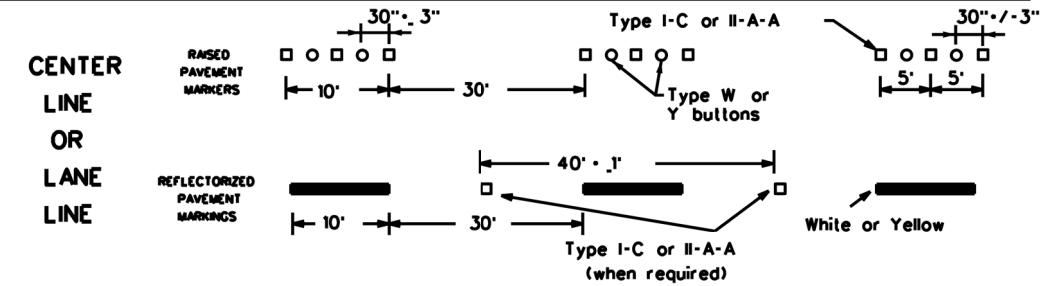 30"·_ 3"
Type I-C or II-A-A
30"·/-3"
CENTER
LINE
OR
LANE
LINE
RAISED
PAVEMENT
MARKERS
10'
30'
5'
5'
Type W or
Y buttons
40' · _1'
REFLECTORIZED
PAVEMENT
MARKINGS
10'
30'
White or Yellow
Type I-C or II-A-A
(when required)